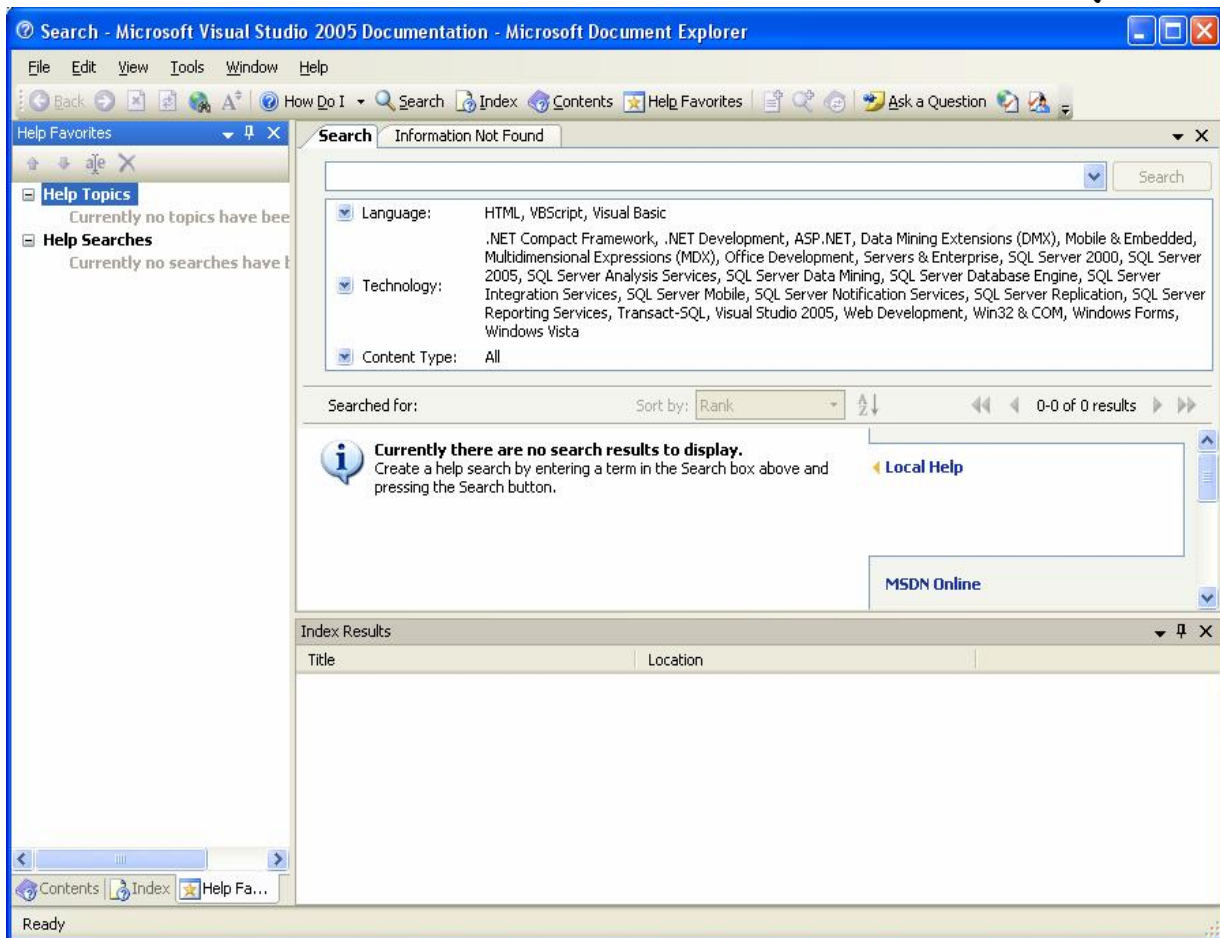 Search - Microsoft Visual Studio 2005 Documentation - Microsoft Document Explorer
File Edit View Tools Window Help
Back How Do I Search Index Contents Help Favorites Ask a Question
Help Favorites
Help Topics
Currently no topics have bee
Help Searches
Currently no searches have
Contents Index Help Fa...
Search Information Not Found
Search
Language: HTML, VBScript, Visual Basic
Technology:
.NET Compact Framework, .NET Development, ASP.NET, Data Mining Extensions (DMX), Mobile & Embedded,
Multidimensional Expressions (MDX), Office Development, Servers & Enterprise, SQL Server 2000, SQL Server
2005, SQL Server Analysis Services, SQL Server Data Mining, SQL Server Database Engine, SQL Server
Integration Services, SQL Server Mobile, SQL Server Notification Services, SQL Server Replication, SQL Server
Reporting Services, Transact-SQL, Visual Studio 2005, Web Development, Win32 & COM, Windows Forms,
Windows Vista
Content Type: All
Searched for: Sort by: Rank 0-0 of 0 results
Currently there are no search results to display.
Create a help search by entering a term in the Search box above and
pressing the Search button.
Local Help
MSDN Online
Index Results
Title Location
Ready